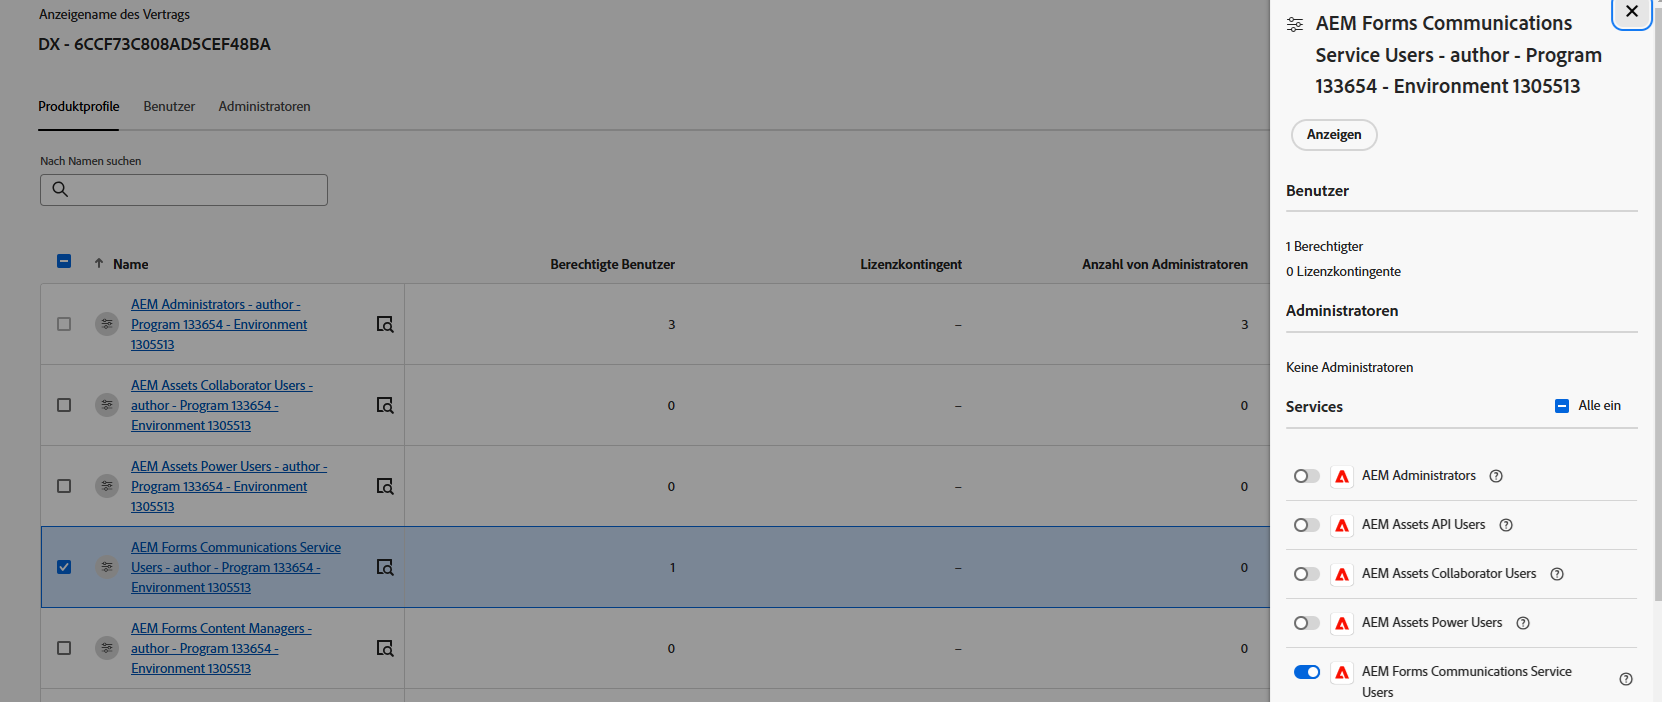 Anzeigename des Vertrags
DX - 6CCF73C808AD5CEF48BA
Produktprofile
Benutzer
Administratoren
Nach Namen suchen
Name
Berechtigte Benutzer
Lizenzkontingent
Anzahl von Administratoren
AEM Administrators - author -
Program 133654 - Environment
1305513
3
–
3
AEM Assets Collaborator Users -
author - Program 133654 -
Environment 1305513
0
–
0
AEM Assets Power Users - author -
Program 133654 - Environment
1305513
0
–
0
AEM Forms Communications Service
Users - author - Program 133654 -
Environment 1305513
1
–
0
AEM Forms Content Managers -
author - Program 133654 -
Environment 1305513
0
–
0
AEM Forms Communications
Service Users - author - Program
133654 - Environment 1305513
Anzeigen
Benutzer
1 Berechtigter
0 Lizenzkontingente
Administratoren
Keine Administratoren
Services
Alle ein
AEM Administrators
AEM Assets API Users
AEM Assets Collaborator Users
AEM Assets Power Users
AEM Forms Communications Service
Users